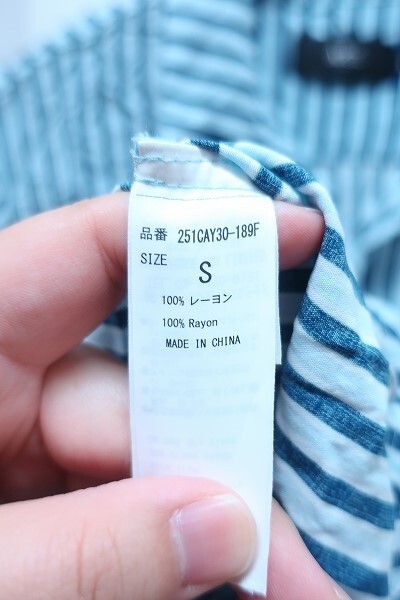 品番 251CAY30-189F
SIZE
S
100% レーヨン
100% Rayon
MADE IN CHINA